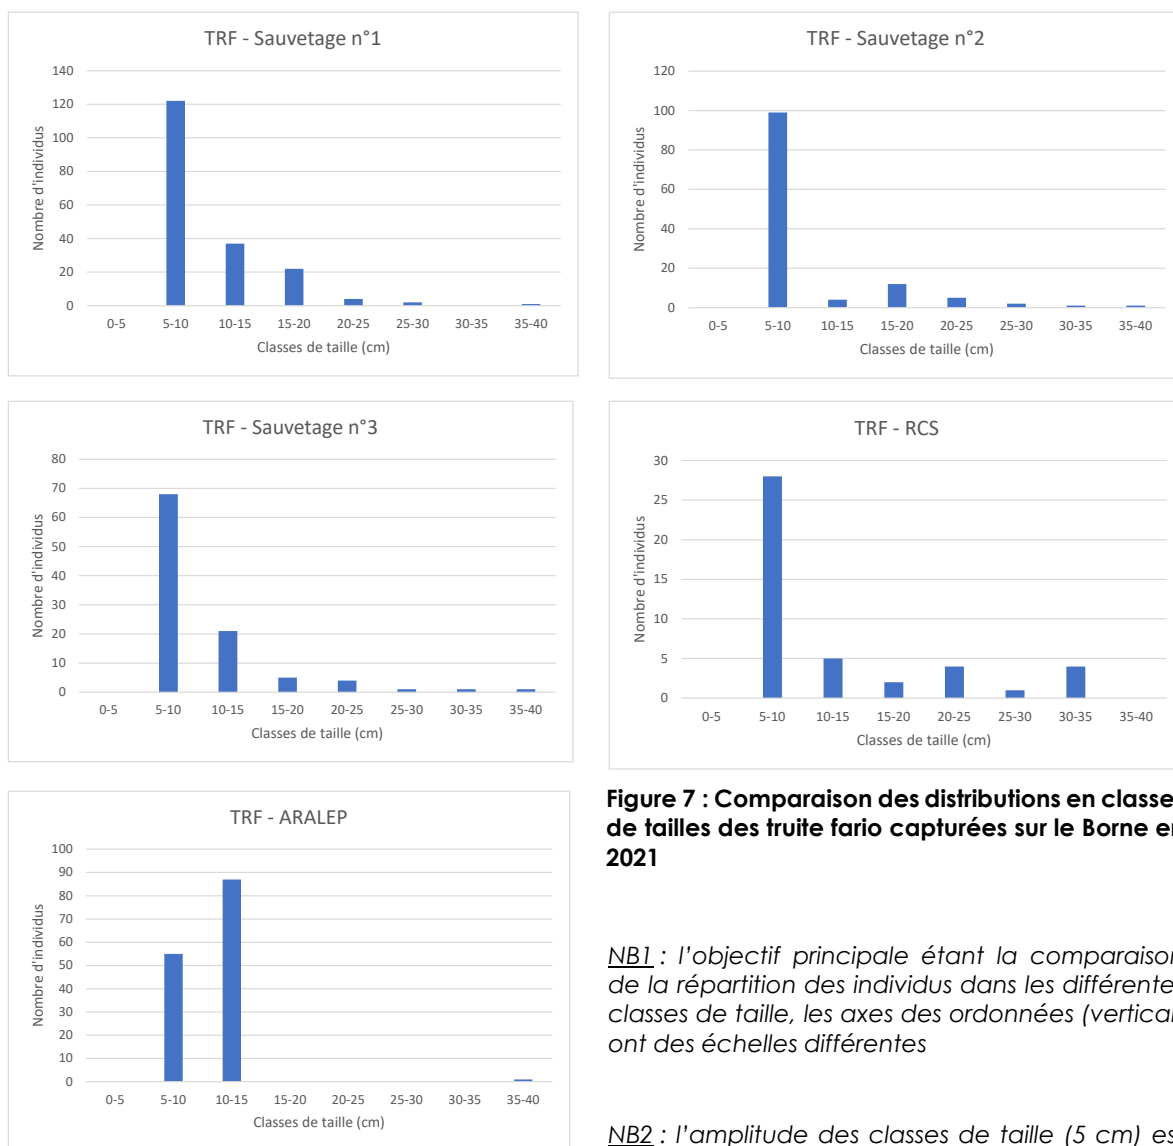 TRF - Sauvetage n°1
Nombre d'individus
140
120
100
80
60
40
20
0
0-5 5-10 10-15 15-20 20-25 25-30 30-35 35-40
Classes de taille (cm)
TRF - Sauvetage n°2
Nombre d'individus
120
100
80
60
40
20
0
0-5 5-10 10-15 15-20 20-25 25-30 30-35 35-40
Classes de taille (cm)
TRF - Sauvetage n°3
Nombre d'individus
80
70
60
50
40
30
20
10
0
0-5 5-10 10-15 15-20 20-25 25-30 30-35 35-40
Classes de taille (cm)
TRF - RCS
Nombre d'individus
30
25
20
15
10
5
0
0-5 5-10 10-15 15-20 20-25 25-30 30-35 35-40
Classes de taille (cm)
TRF - ARALEP
Nombre d'individus
100
90
80
70
60
50
40
30
20
10
0
0-5 5-10 10-15 15-20 20-25 25-30 30-35 35-40
Classes de taille (cm)
Figure 7 : Comparaison des distributions en classe
de tailles des truite fario capturées sur le Borne
2021
NB1 : l'objectif principale étant la comparaison
de la répartition des individus dans les différente
classes de taille, les axes des ordonnées (vertica
ont des échelles différentes
NB2 : l'amplitude des classes de taille (5 cm) es